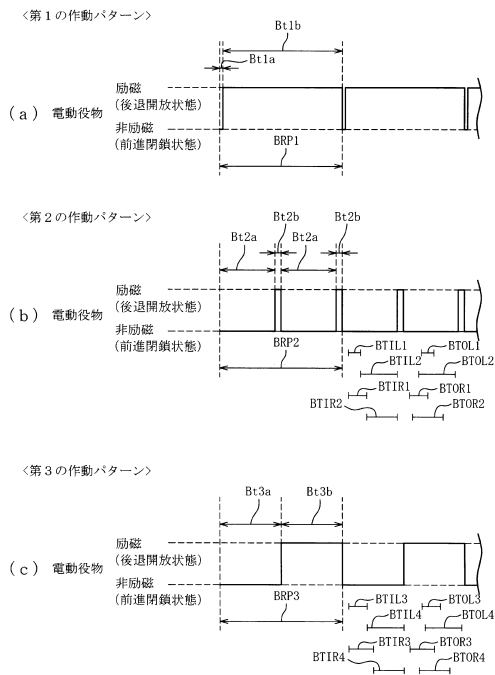 <第1の作動パターン>
Bt1b
Bt1a
励磁
(後退開放状態)
(a) 電動役物
非励磁
(前進閉鎖状態)
BRP1
<第2の作動パターン>
Bt2b Bt2b
Bt2a Bt2a
励磁
(後退開放状態)
(b) 電動役物
非励磁
(前進閉鎖状態)
BRP2
BTIL1 BTOL1
BTIL2 BTOL2
BTIR1 BTOR1
BTIR2 BTOR2
<第3の作動パターン>
Bt3a Bt3b
励磁
(後退開放状態)
(c) 電動役物
非励磁
(前進閉鎖状態)
BRP3
BTIL3 BTOL3
BTIL4 BTOL4
BTIR3 BTOR3
BTIR4 BTOR4